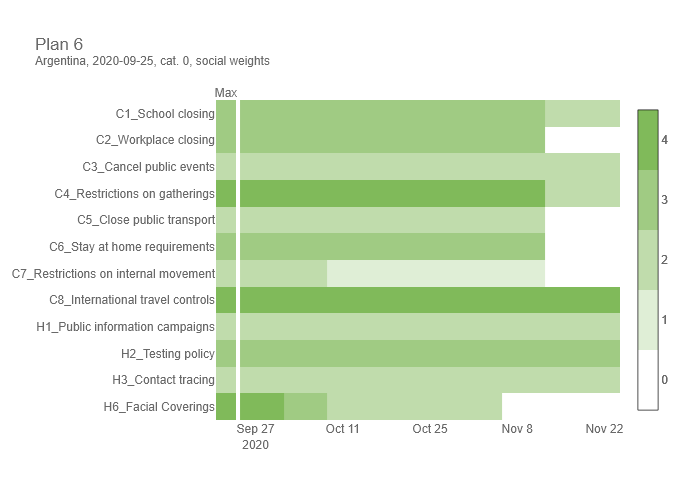 Plan 6
Argentina, 2020-09-25, cat. 0, social weights
Max
C1_School closing
C2_Workplace closing
C3_Cancel public events
C4_Restrictions on gatherings
C5_Close public transport
C6_Stay at home requirements
C7_Restrictions on internal movement
C8_International travel controls
H1_Public information campaigns
H2_Testing policy
H3_Contact tracing
H6_Facial Coverings
Sep 27 Oct 11 Oct 25 Nov 8 Nov 22
2020
4
3
2
1
0